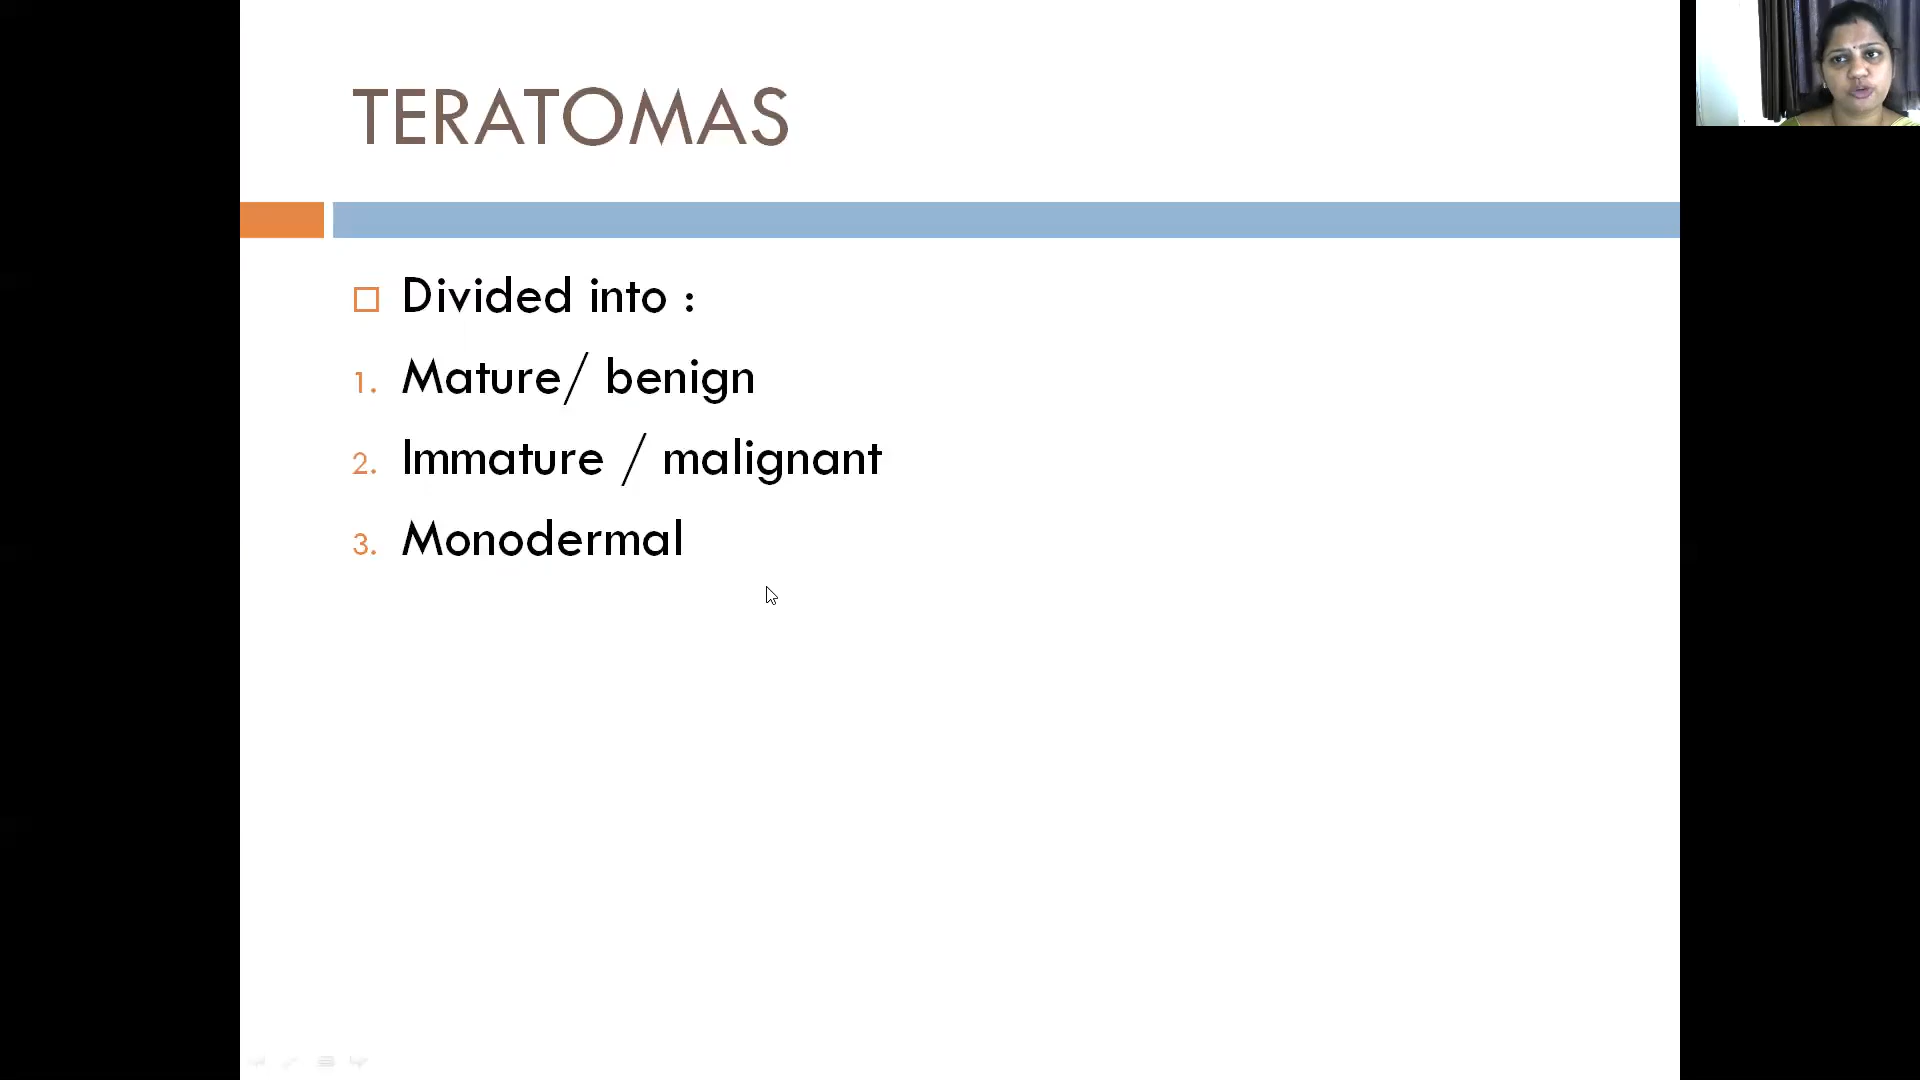 TERATOMAS
Divided into :
1. Mature/ benign
2. Immature / malignant
3. Monodermal